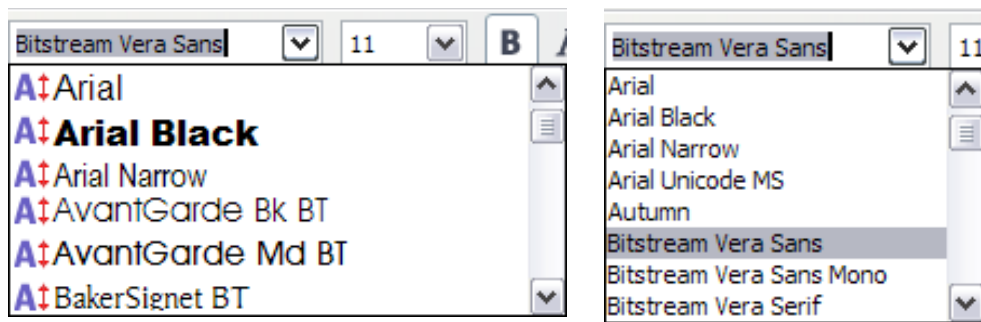 Bitstream Vera Sans 11 B
A Arial
A Arial Black
A Arial Narrow
A AvantGarde Bk BT
A AvantGarde Md BT
A BakerSignet BT
Bitstream Vera Sans 11
Arial
Arial Black
Arial Narrow
Arial Unicode MS
Autumn
Bitstream Vera Sans
Bitstream Vera Sans Mono
Bitstream Vera Serif